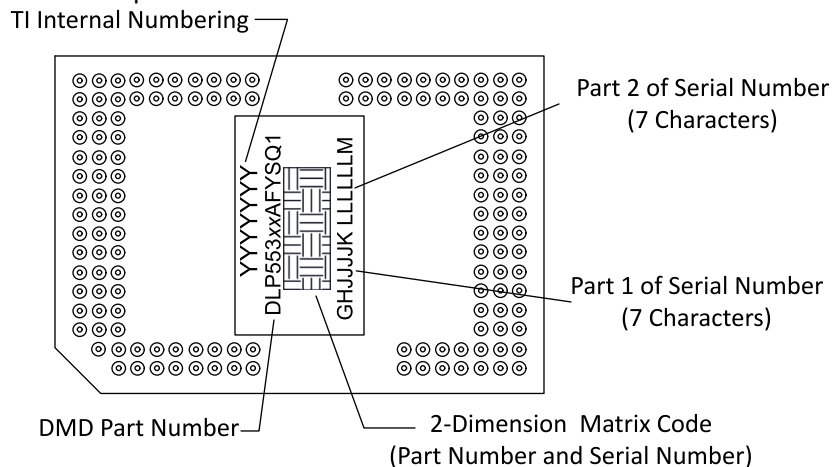 TI Internal Numbering
Part 2 of Serial Number
(7 Characters)
YYYYYYY
DLP553xxAFYSQ1
GHJJJJK LLLLLLM
Part 1 of Serial Number
(7 Characters)
DMD Part Number
2-Dimension Matrix Code
(Part Number and Serial Number)